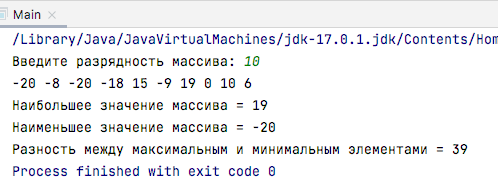 Main
/Library/Java/JavaVirtualMachines/jdk-17.0.1.jdk/Contents/Hom
Введите разрядность массива: 10
-20 -8 -20 -18 15 -9 19 0 10 6
Наибольшее значение массива = 19
Наименьшее значение массива = -20
Разность между максимальным и минимальным элементами = 39
Process finished with exit code 0